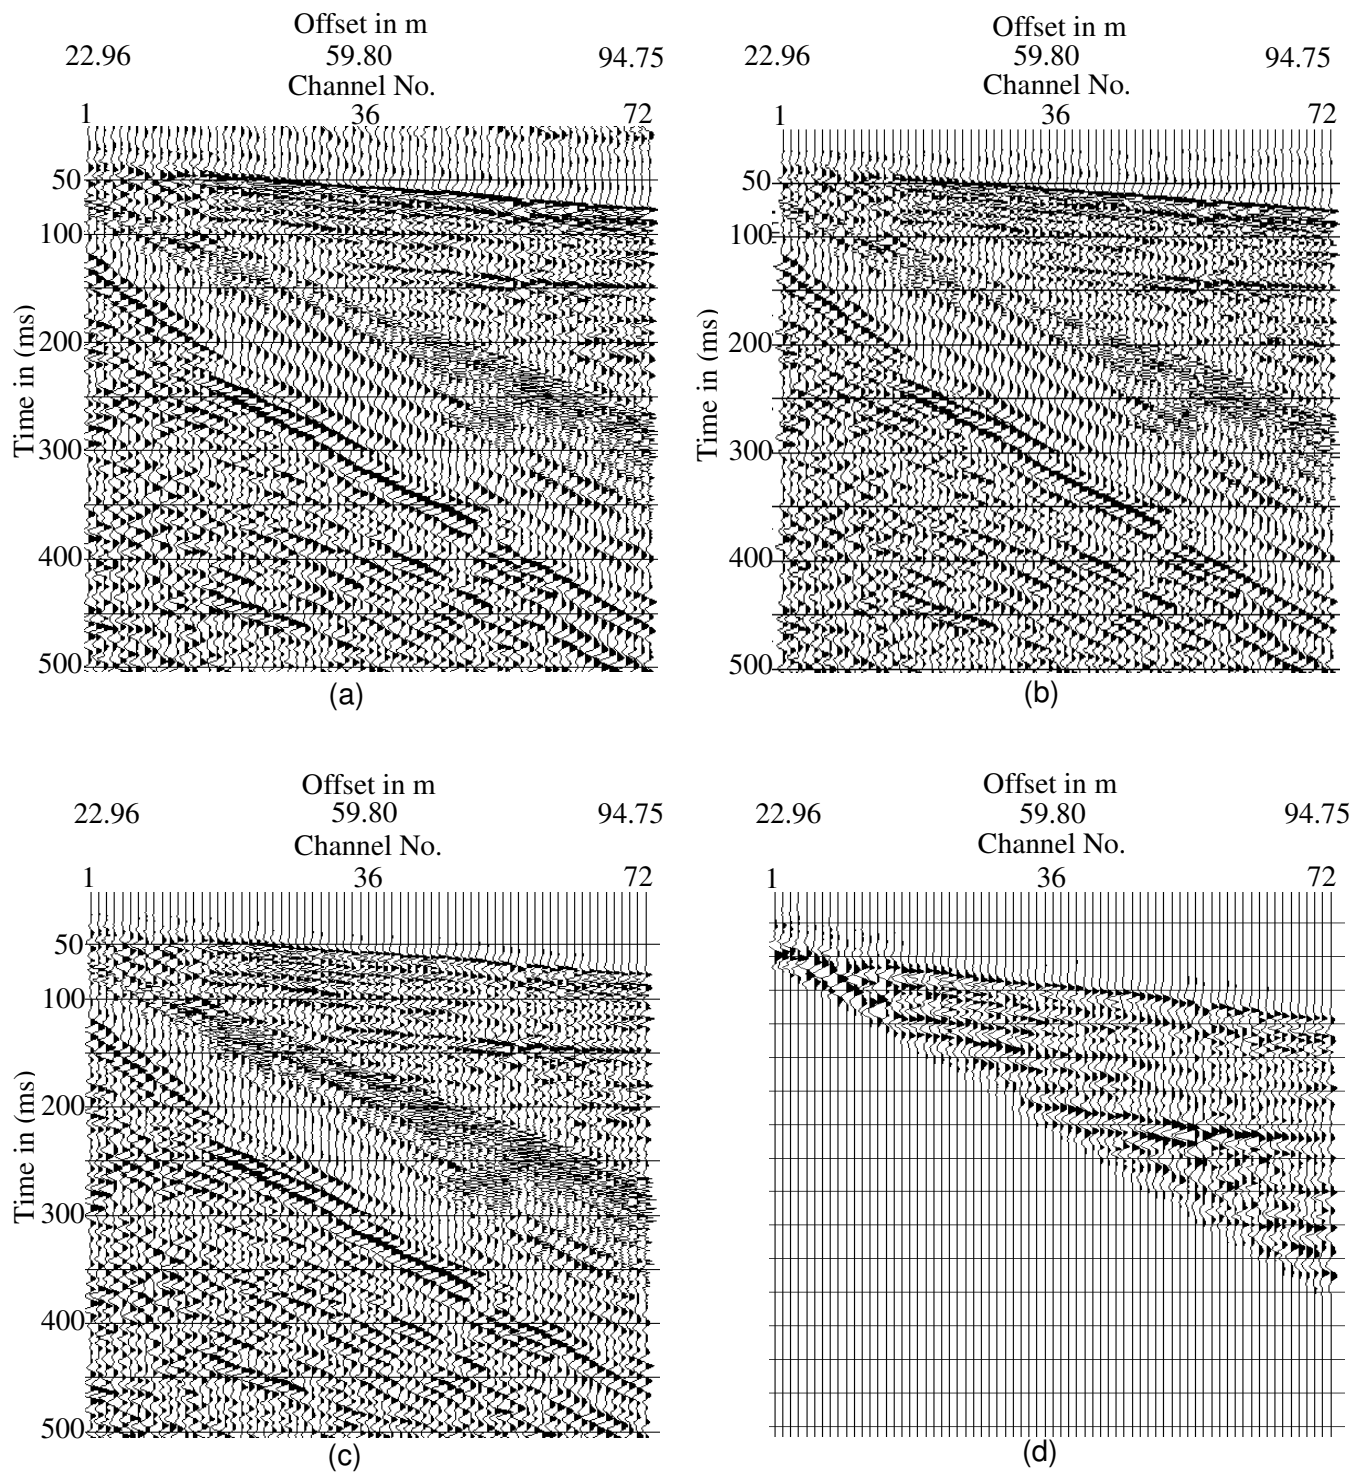 Offset in m
22.96 59.80 94.75
Channel No.
1 36 72
50
100
200
300
400
500
Time in (ms)
(a)
Offset in m
22.96 59.80 94.75
Channel No.
1 36 72
50
100
200
300
400
500
Time in (ms)
(b)
Offset in m
22.96 59.80 94.75
Channel No.
1 36 72
50
100
200
300
400
500
Time in (ms)
(c)
Offset in m
22.96 59.80 94.75
Channel No.
1 36 72
(d)